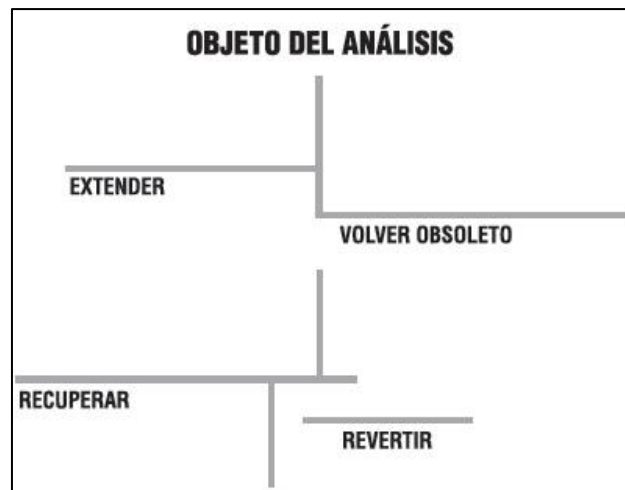 OBJETO DEL ANÁLISIS
EXTENDER
VOLVER OBSOLETO
RECUPERAR
REVERTIR